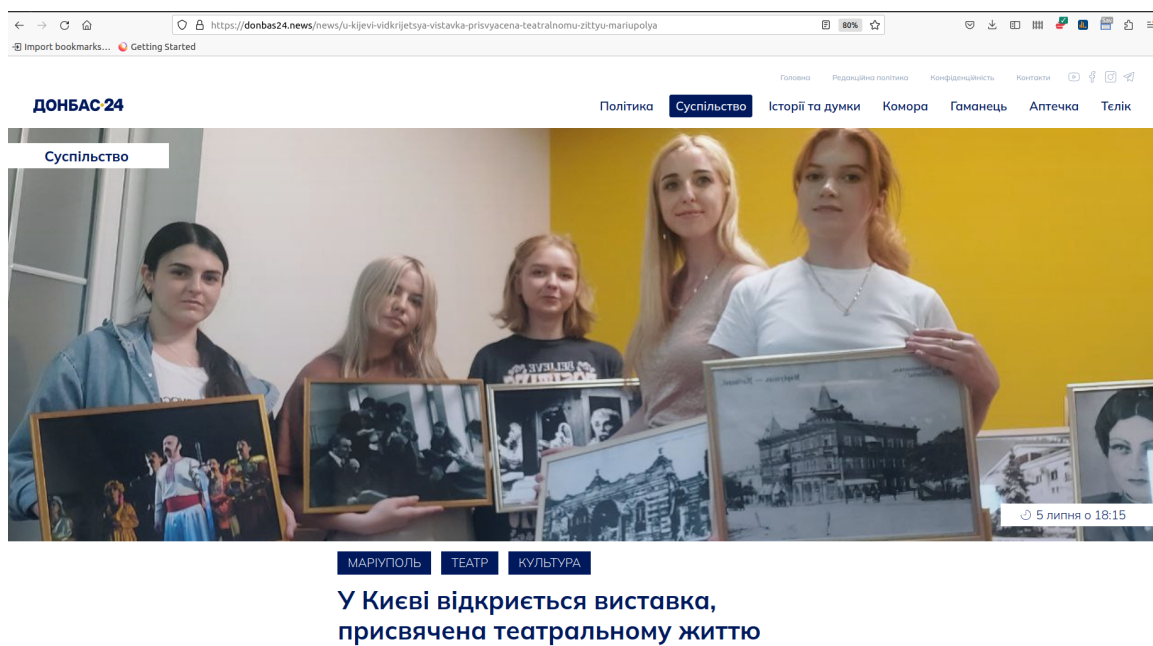 https://donbas24.news/news/u-kijevi-vidkrijetsya-vistavka-prisvyacena-teatralnomu-zittyu-mariupolya
80%
Import bookmarks...
Getting Started
Головна Редакційна політика Конфіденційність Контакти
ДОНБАС 24
Політика Суспільство Історії та думки Комора Гаманець Аптечка Тєлік
Суспільство
BELIEVE
5 липня о 18:15
МАРІУПОЛЬ ТЕАТР КУЛЬТУРА
У Києві відкриється виставка,
присвячена театральному життю